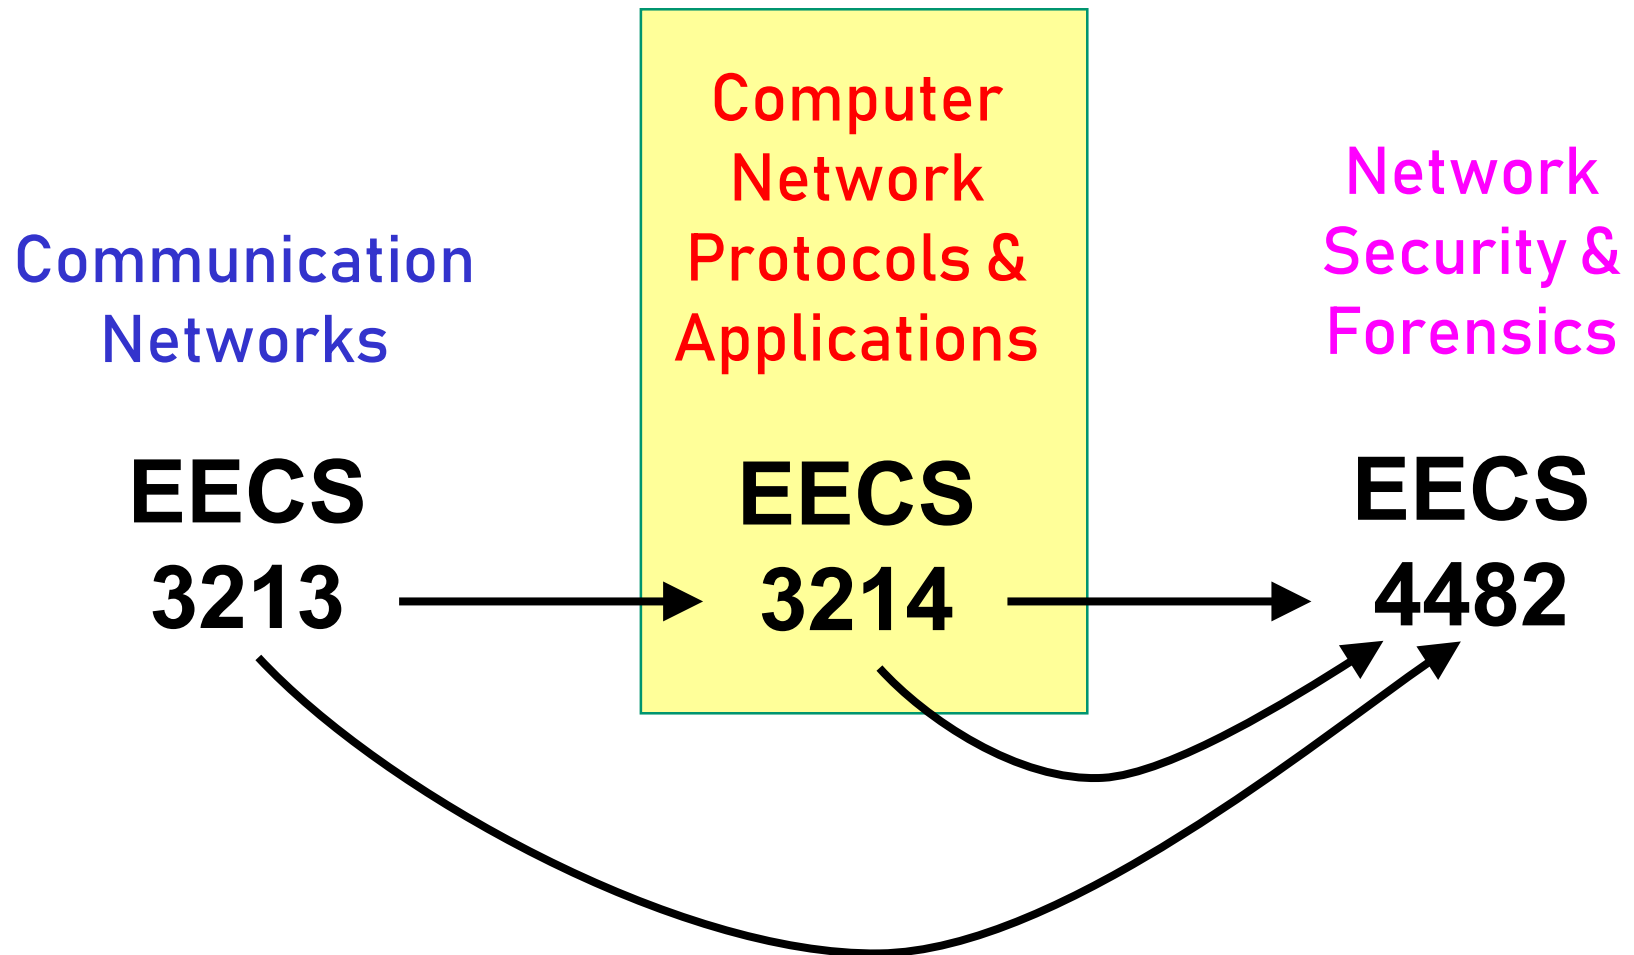 Communication
Networks
EECS
3213
Computer
Network
Protocols &
Applications
EECS
3214
Network
Security &
Forensics
EECS
4482